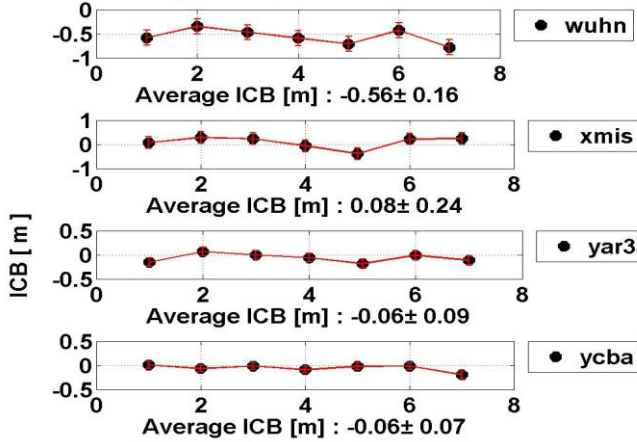 0
-0.5
-1
0 2 4 6 8
Average ICB [m] : -0.56± 0.16
wuhn
1
0
-1
0 2 4 6 8
Average ICB [m] : 0.08± 0.24
xmis
ICB [ m ]
0.5
0
-0.5
0 2 4 6 8
Average ICB [m] : -0.06± 0.09
yar3
0.5
0
-0.5
0 2 4 6 8
Average ICB [m] : -0.06± 0.07
ycba